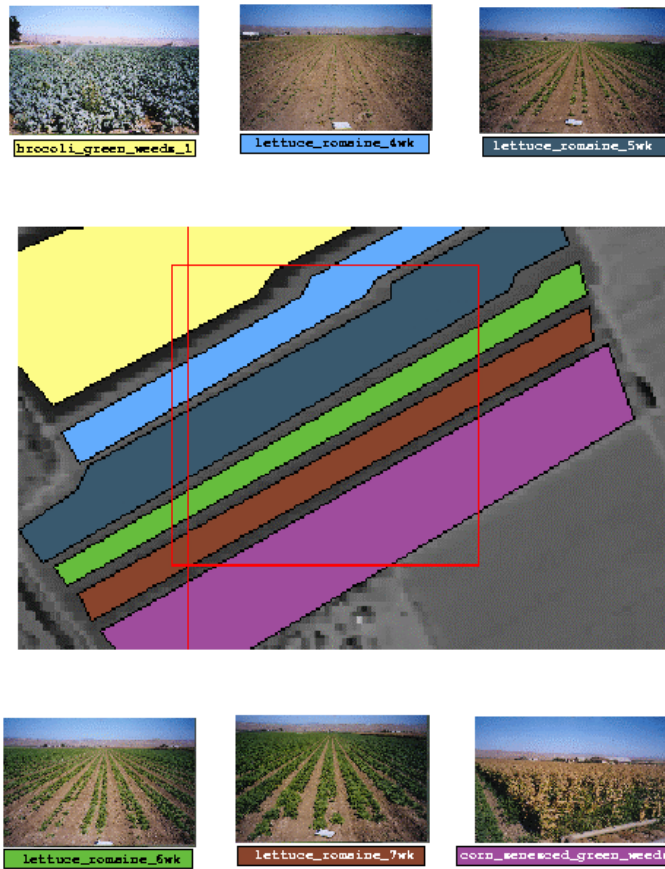 brocoli_green_weeds_1
lettuce_romaine_4wk
lettuce_romaine_5wk
lettuce_romaine_6wk
lettuce_romaine_7wk
corn_senesced_green_weeds